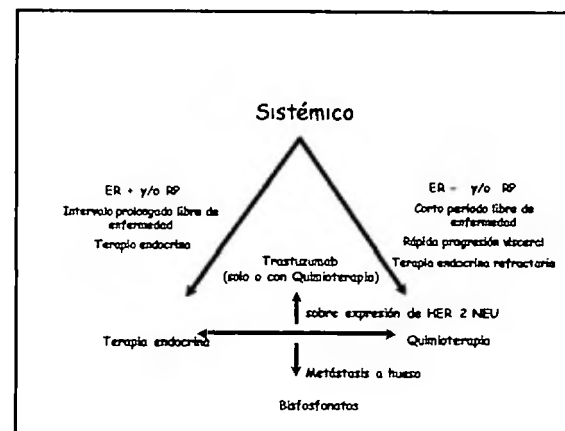 Sistémico
ER + y/o RP
Intervalo prolongado libre de
enfermedad
Terapia endocrina
ER - y/o RP
Corto período libre de
enfermedad
Rápida progresión visceral
Terapia endocrina refractaria
Trastuzumab
(solo o con Quimioterapia)
sobre expresión de HER 2 NEU
Terapia endocrina
Quimioterapia
Metástasis a hueso
Bisfosfonatos